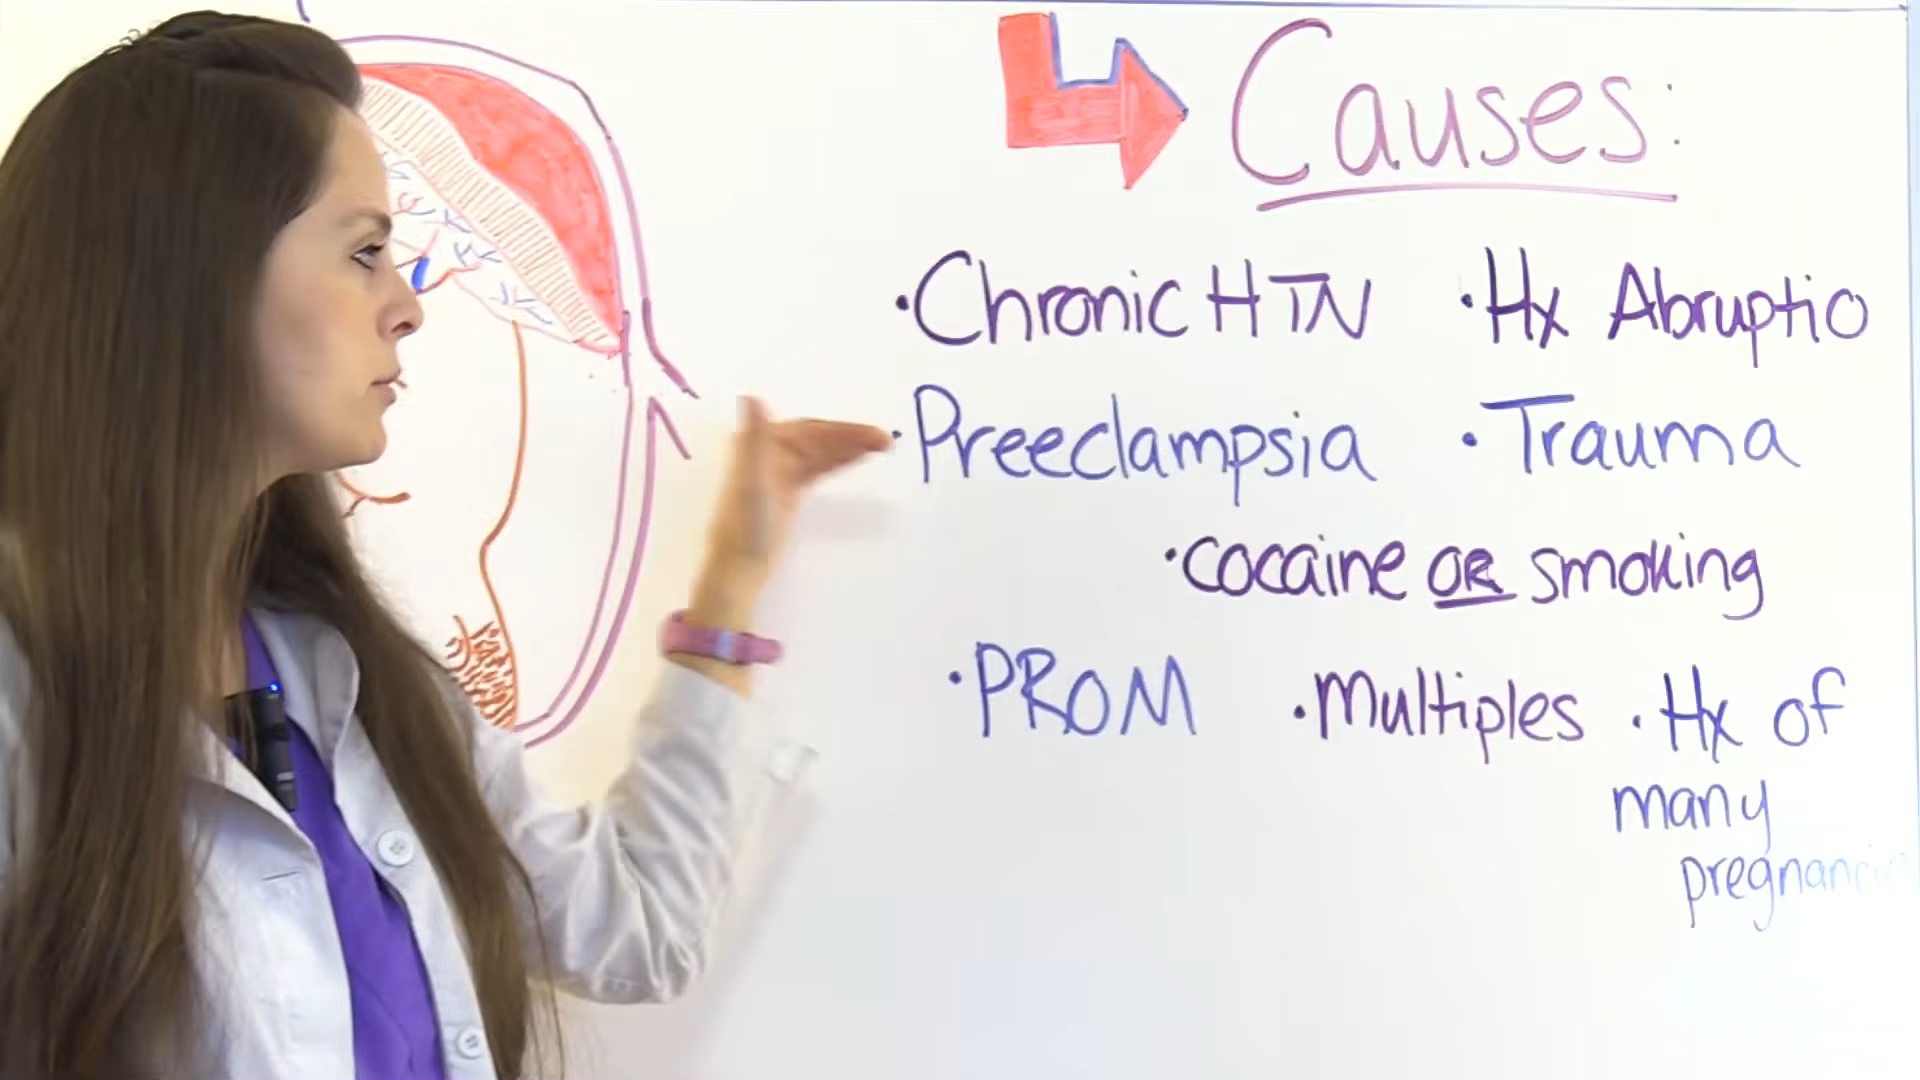 Causes:
• Chronic HTN • Hx Abruptio
• Preeclampsia • Trauma
• cocaine OR smoking
• PROM • Multiples • Hx of
many